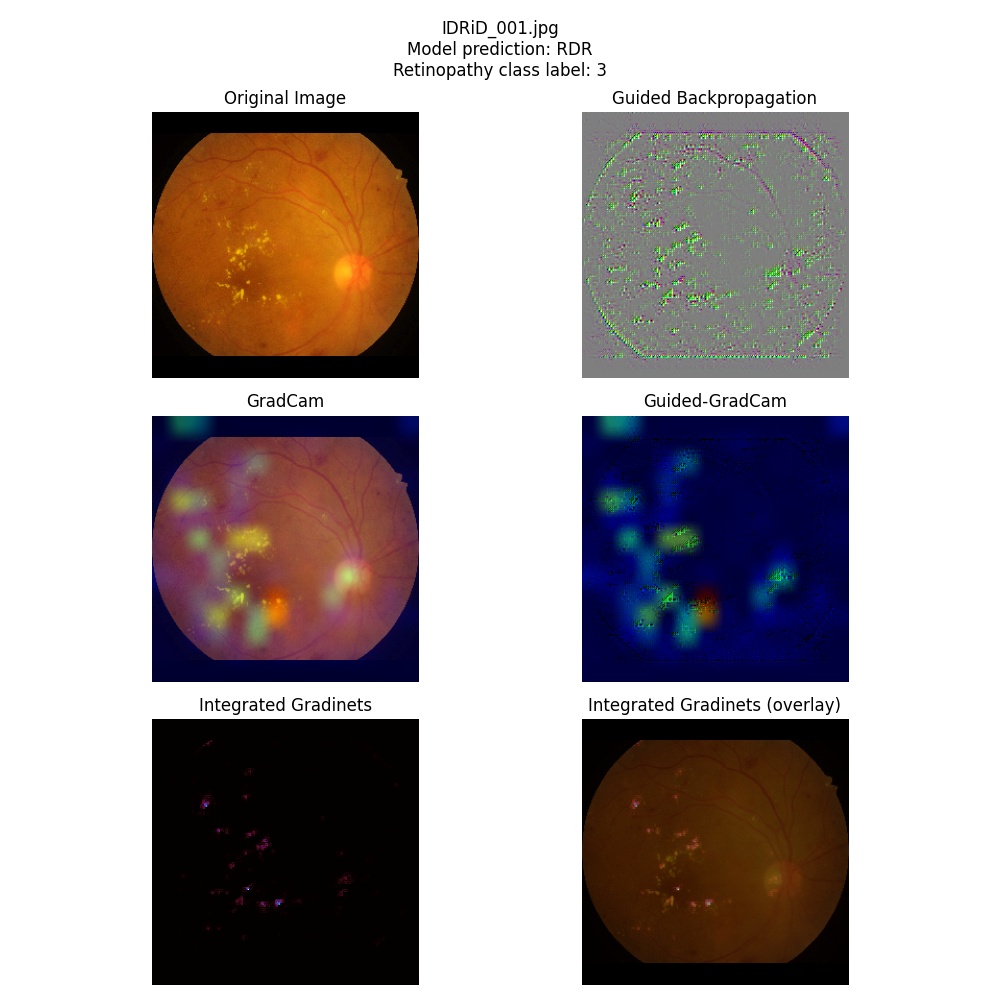 IDRiD_001.jpg
Model prediction: RDR
Retinopathy class label: 3
Original Image
Guided Backpropagation
GradCam
Guided-GradCam
Integrated Gradinets
Integrated Gradinets (overlay)